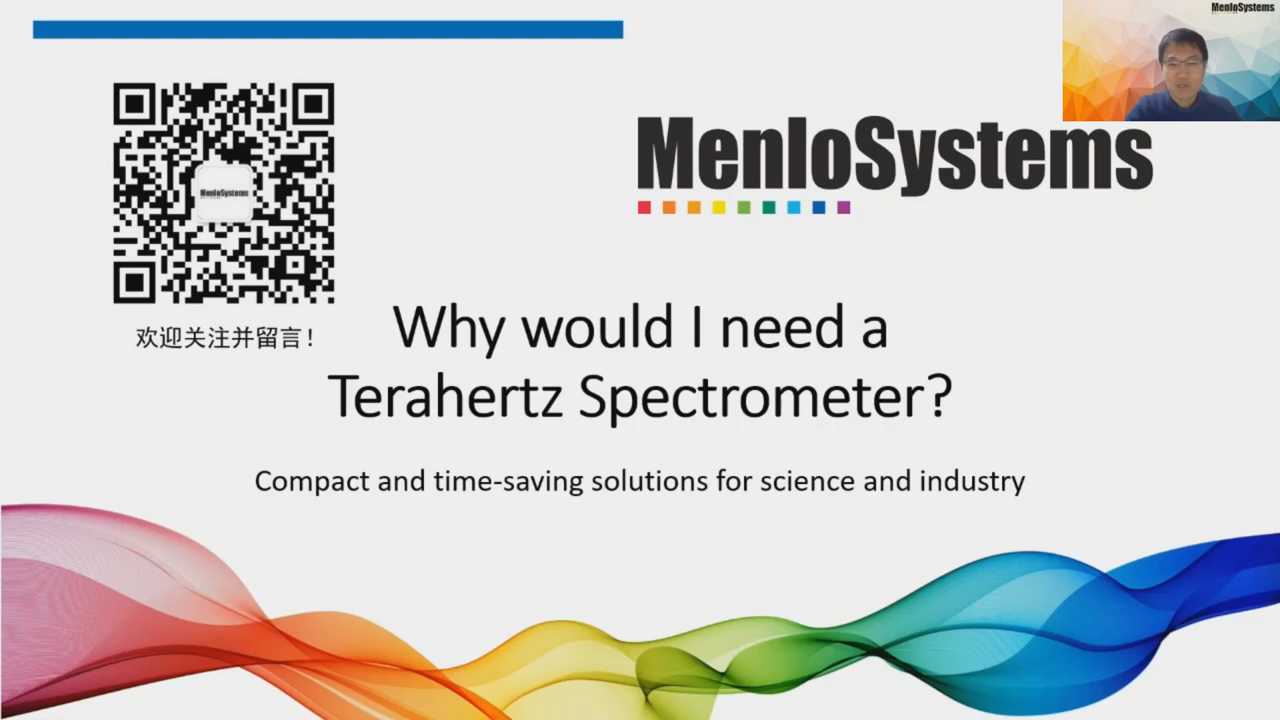 MenloSystems
MenloSystems
MenloSystems
欢迎关注并留言！
Why would I need a
Terahertz Spectrometer?
Compact and time-saving solutions for science and industry